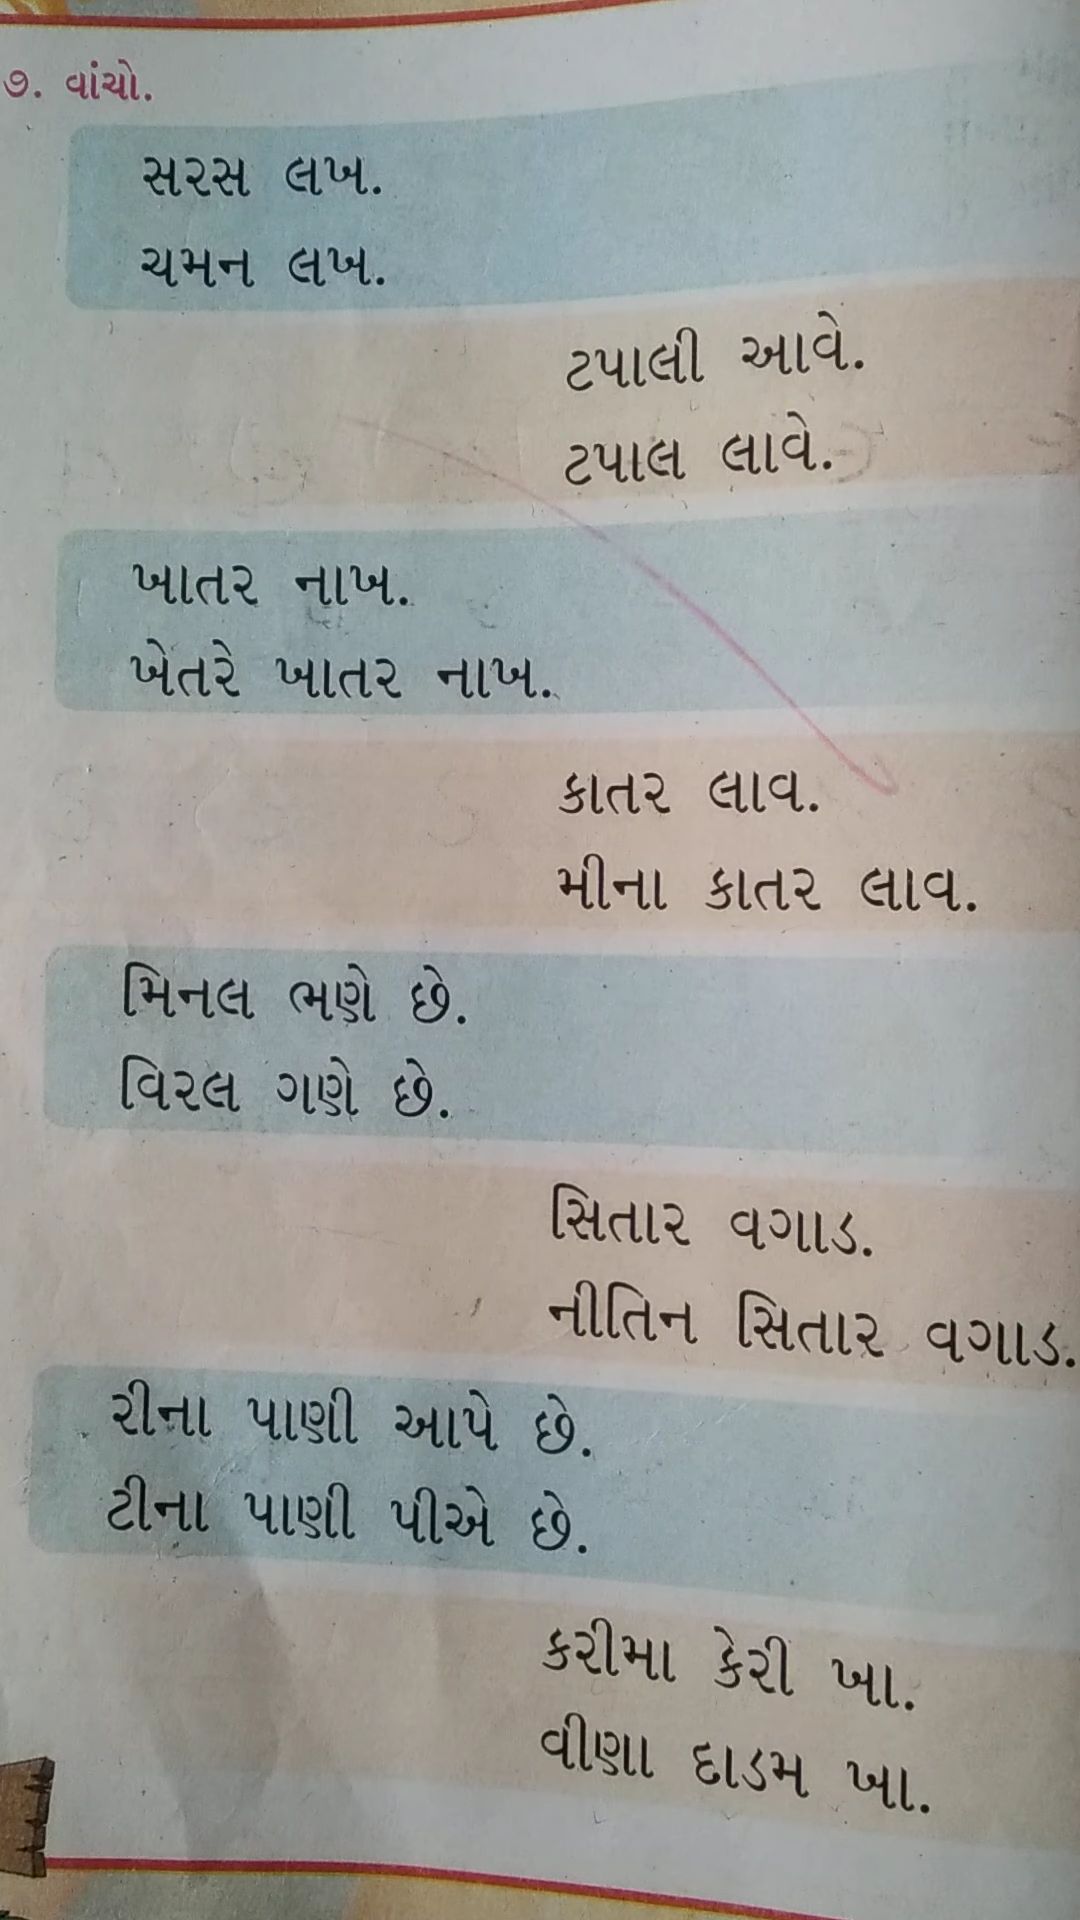 ૭. વાંચો.
સરસ લખ.
ચમન લખ.
ટપાલી આવે.
ટપાલ લાવે.
ખાતર નાખ.
ખેતરે ખાતર નાખ.
કાતર લાવ.
મીના કાતર લાવ.
મિનલ ભણે છે.
વિરલ ગણે છે.
સિતાર વગાડ.
નીતિન સિતાર વગાડ.
રીના પાણી આપે છે.
ટીના પાણી પીએ છે.
કરીમા કેરી ખા.
વીણા દાડમ ખા.